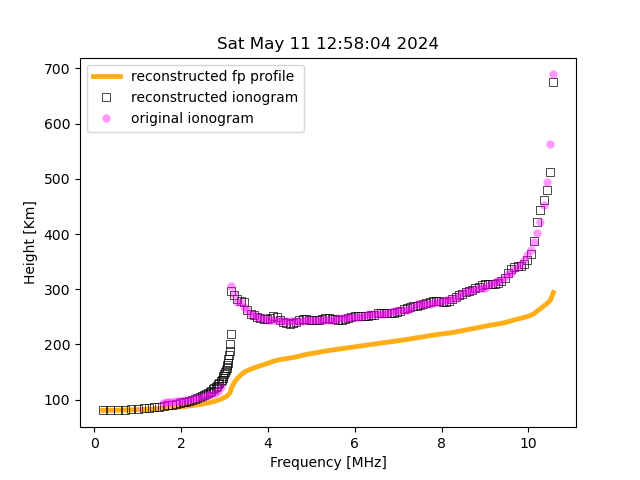 Sat May 11 12:58:04 2024
reconstructed fp profile
reconstructed ionogram
original ionogram
Height [Km]
700
600
500
400
300
200
100
0 2 4 6 8 10
Frequency [MHz]